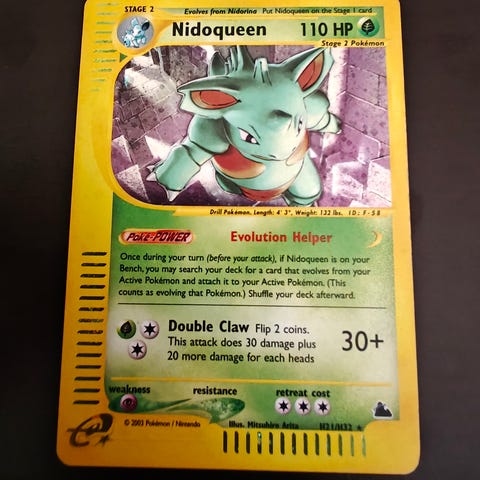 STAGE 2
Evolves from Nidorina Put Nidoqueen on the Stage 1 card
Nidoqueen 110 HP
Stage 2 Pokémon
Drill Pokémon. Length: 4' 3", Weight: 132 lbs. ID: F-58
Poké-POWER Evolution Helper
Once during your turn (before your attack), if Nidoqueen is on your
Bench, you may search your deck for a card that evolves from your
Active Pokémon and attach it to your Active Pokémon. (This
counts as evolving that Pokémon.) Shuffle your deck afterward.
Double Claw Flip 2 coins. 30+
This attack does 30 damage plus
20 more damage for each heads
weakness resistance retreat cost
Illus. Mitsuhiro Arita H21/H32
© 2003 Pokémon / Nintendo